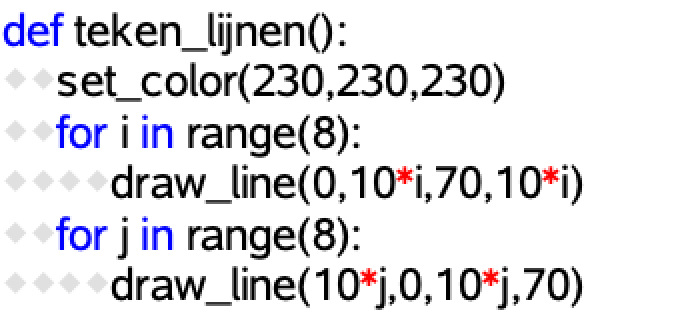 def teken_lijnen():
◆◆set_color(230,230,230)
◆◆for i in range(8):
◆◆◆◆draw_line(0,10*i,70,10*i)
◆◆for j in range(8):
◆◆◆◆draw_line(10*j,0,10*j,70)